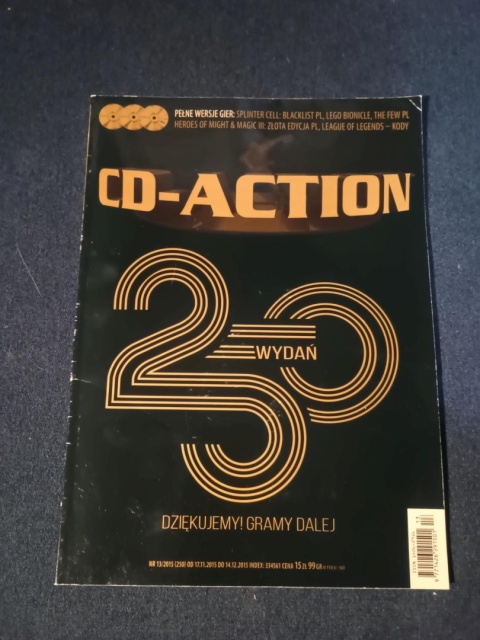 PEŁNE WERSJE GIER: SPLINTER CELL: BLACKLIST PL, LEGO BIONICLE, THE FEW PL
HEROES OF MIGHT & MAGIC III: ZŁOTA EDYCJA PL, LEAGUE OF LEGENDS – KODY
CD-ACTION
250
WYDAŃ
DZIĘKUJEMY! GRAMY DALEJ
NR 13/2015 (250) OD 17.11.2015 DO 14.12.2015 INDEX: 334561 CENA 15 ZŁ 99 GR